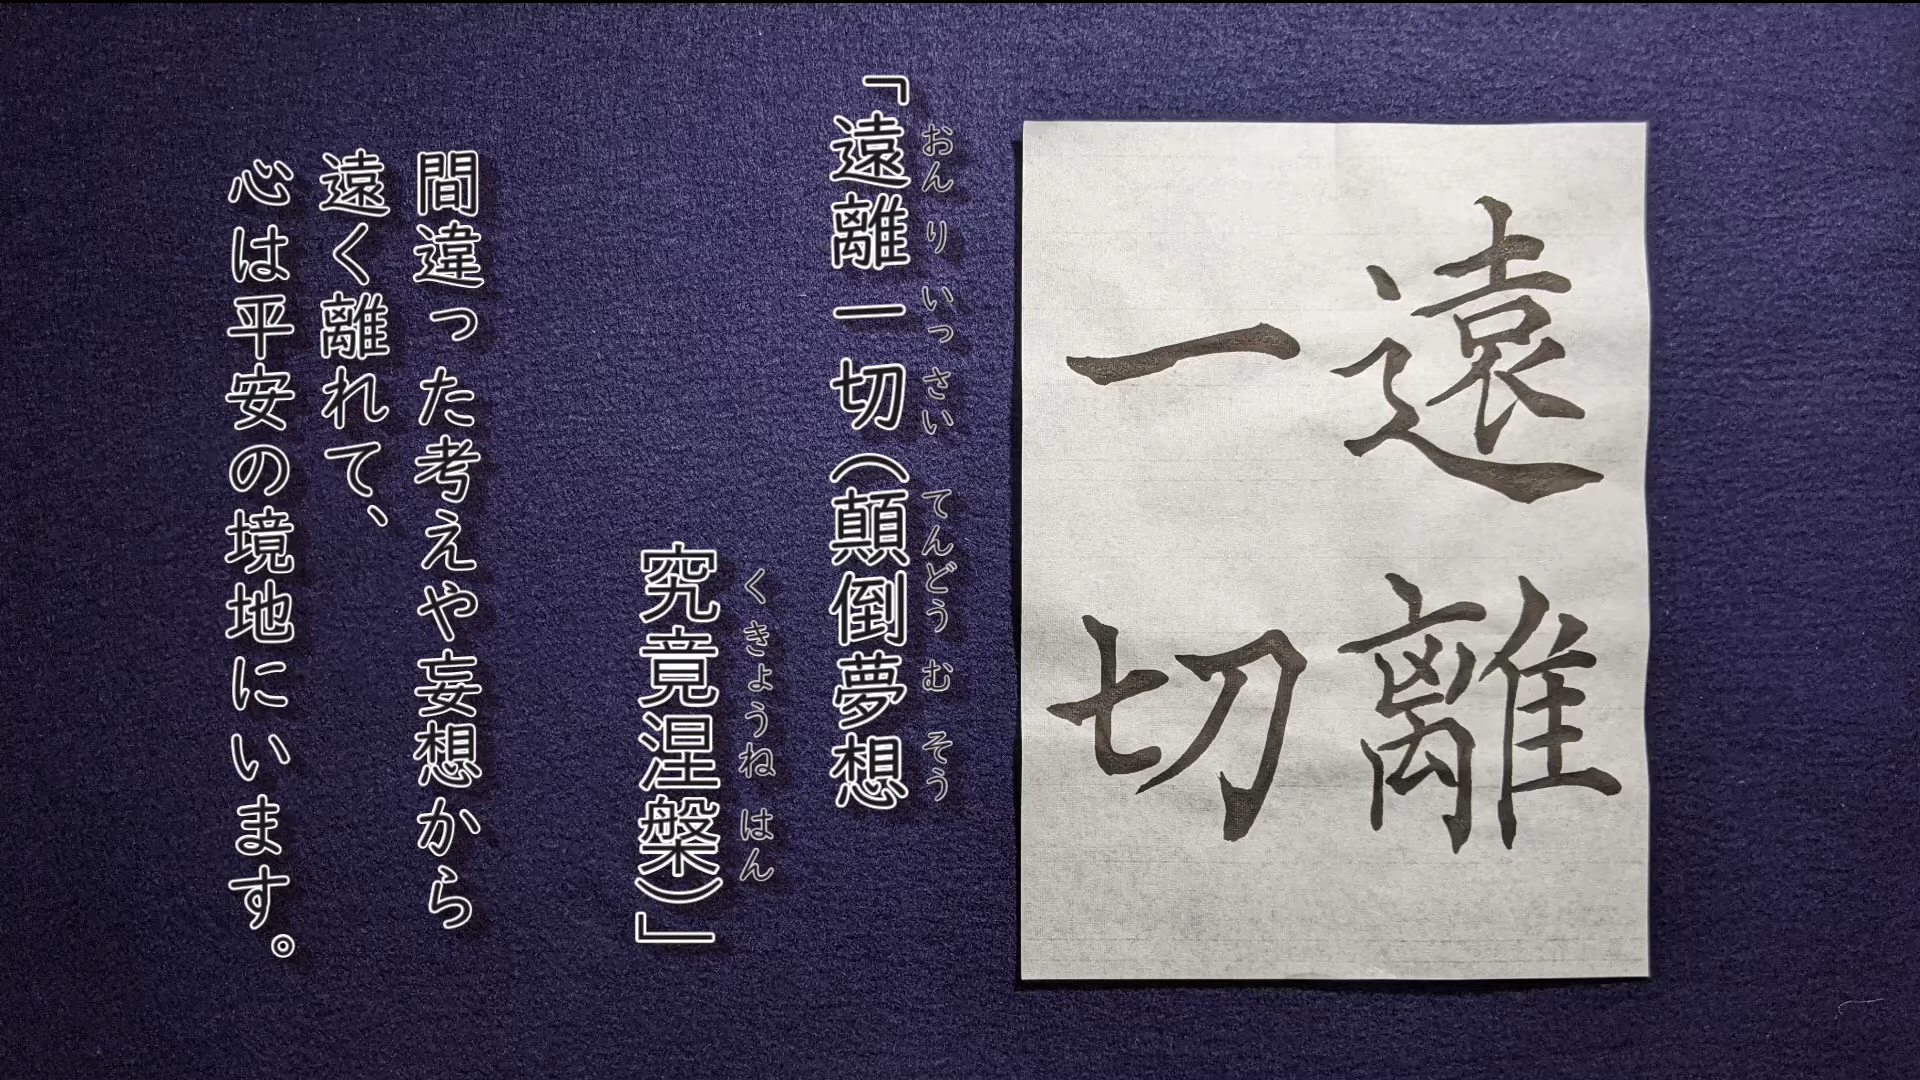 遠離
一切
「遠離一切（顛倒夢想
おんりいっさいてんどうむそう
究竟涅槃）」
くきょうねはん
間違った考えや妄想から
遠く離れて、
心は平安の境地にいます。